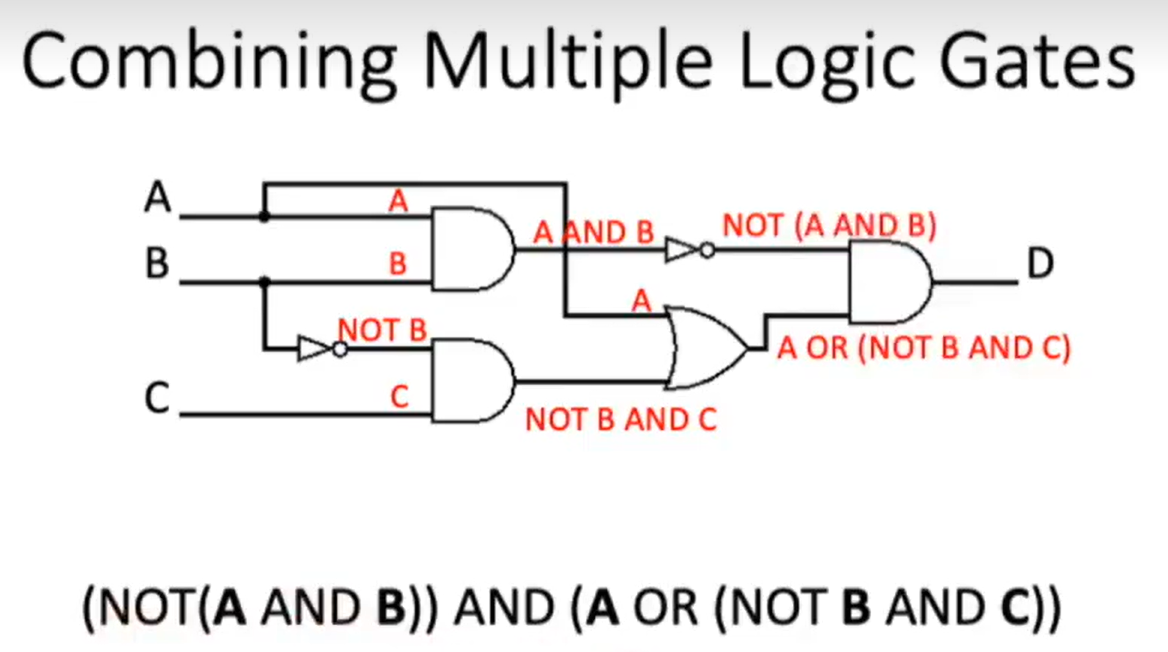 Combining Multiple Logic Gates
A
A
A AND B
NOT (A AND B)
B
B
D
A
NOT B
A OR (NOT B AND C)
C
C
NOT B AND C
(NOT(A AND B)) AND (A OR (NOT B AND C))